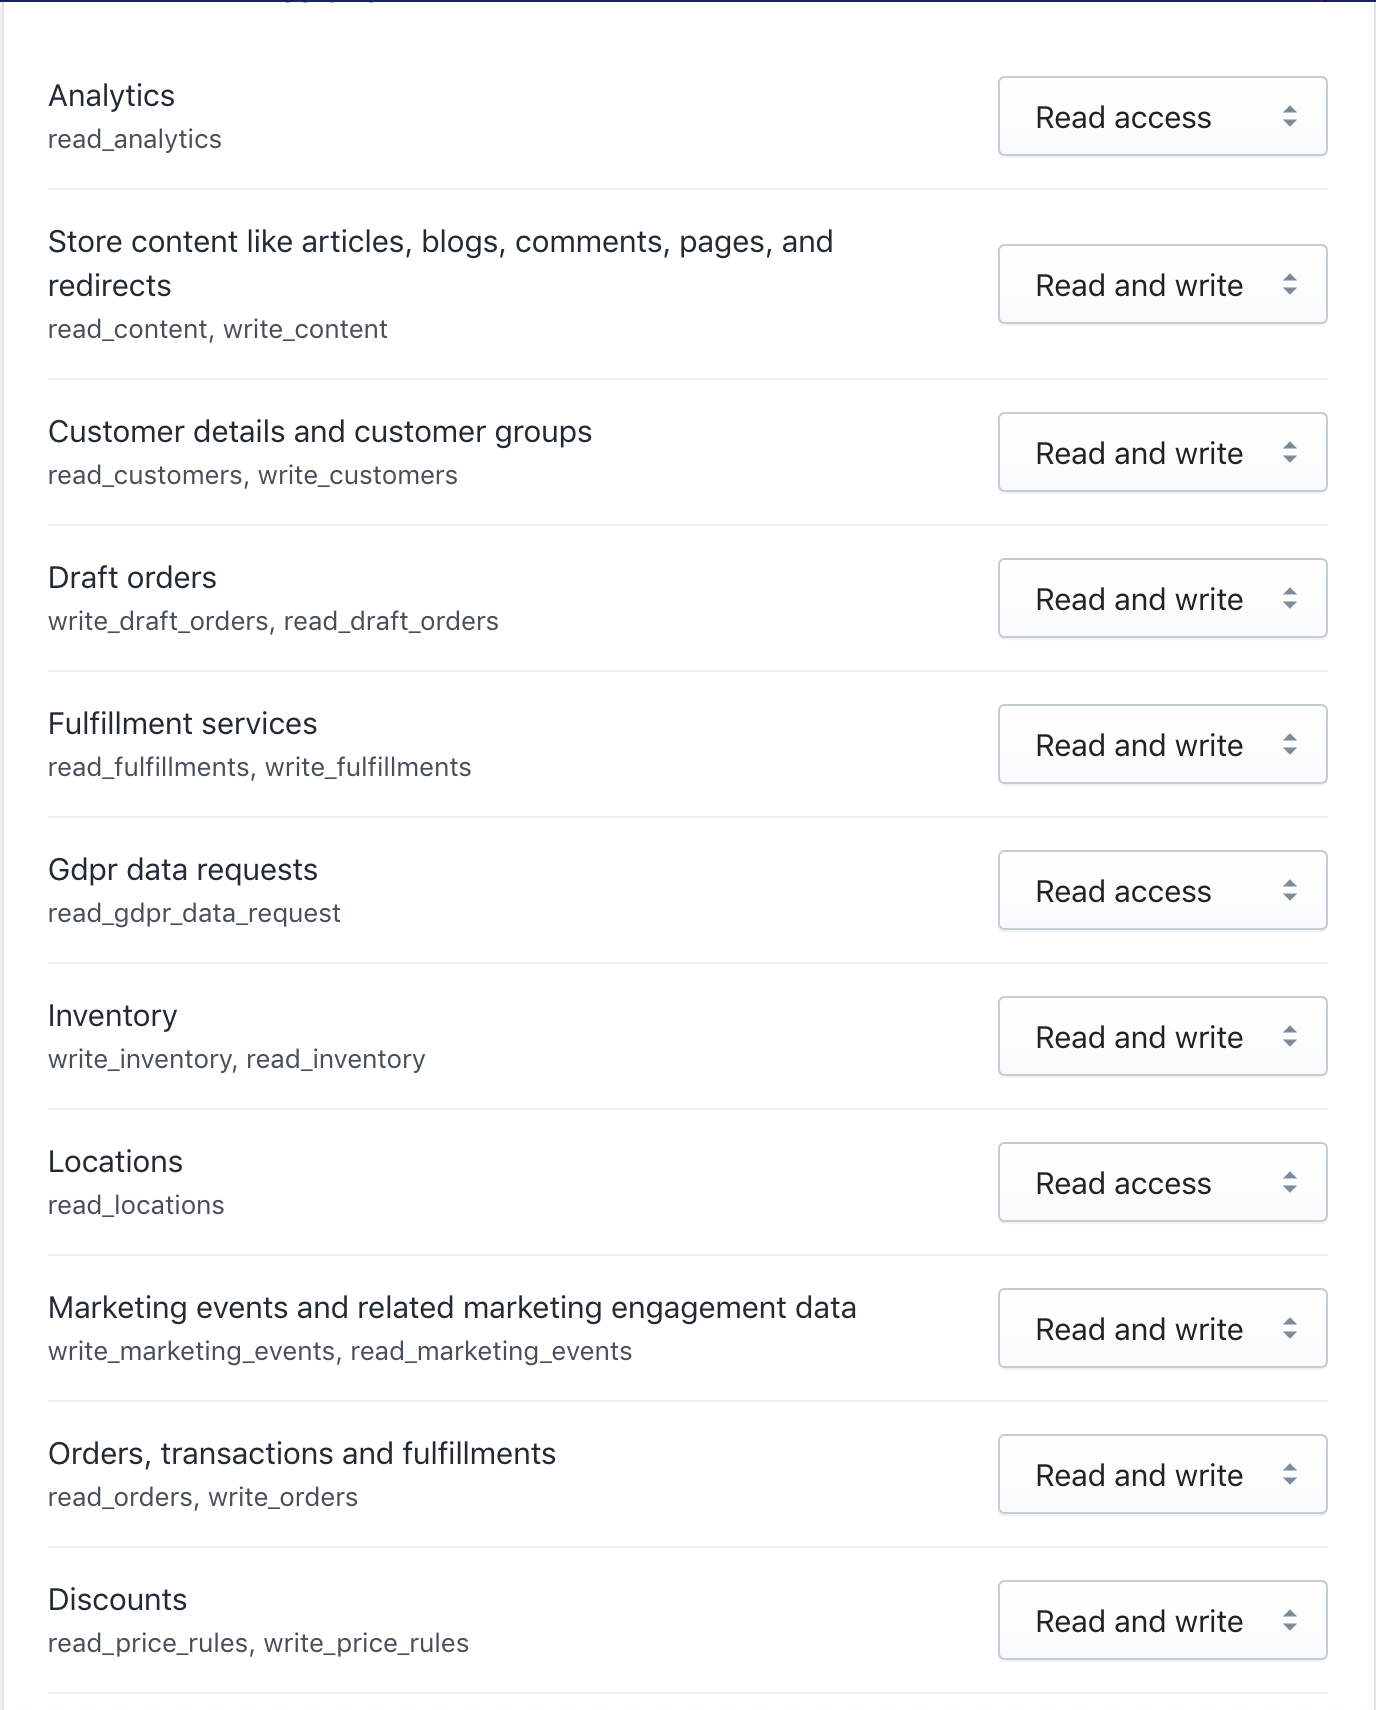 Analytics
read_analytics
Read access
Store content like articles, blogs, comments, pages, and
redirects
read_content, write_content
Read and write
Customer details and customer groups
read_customers, write_customers
Read and write
Draft orders
write_draft_orders, read_draft_orders
Read and write
Fulfillment services
read_fulfillments, write_fulfillments
Read and write
Gdpr data requests
read_gdpr_data_request
Read access
Inventory
write_inventory, read_inventory
Read and write
Locations
read_locations
Read access
Marketing events and related marketing engagement data
write_marketing_events, read_marketing_events
Read and write
Orders, transactions and fulfillments
read_orders, write_orders
Read and write
Discounts
read_price_rules, write_price_rules
Read and write